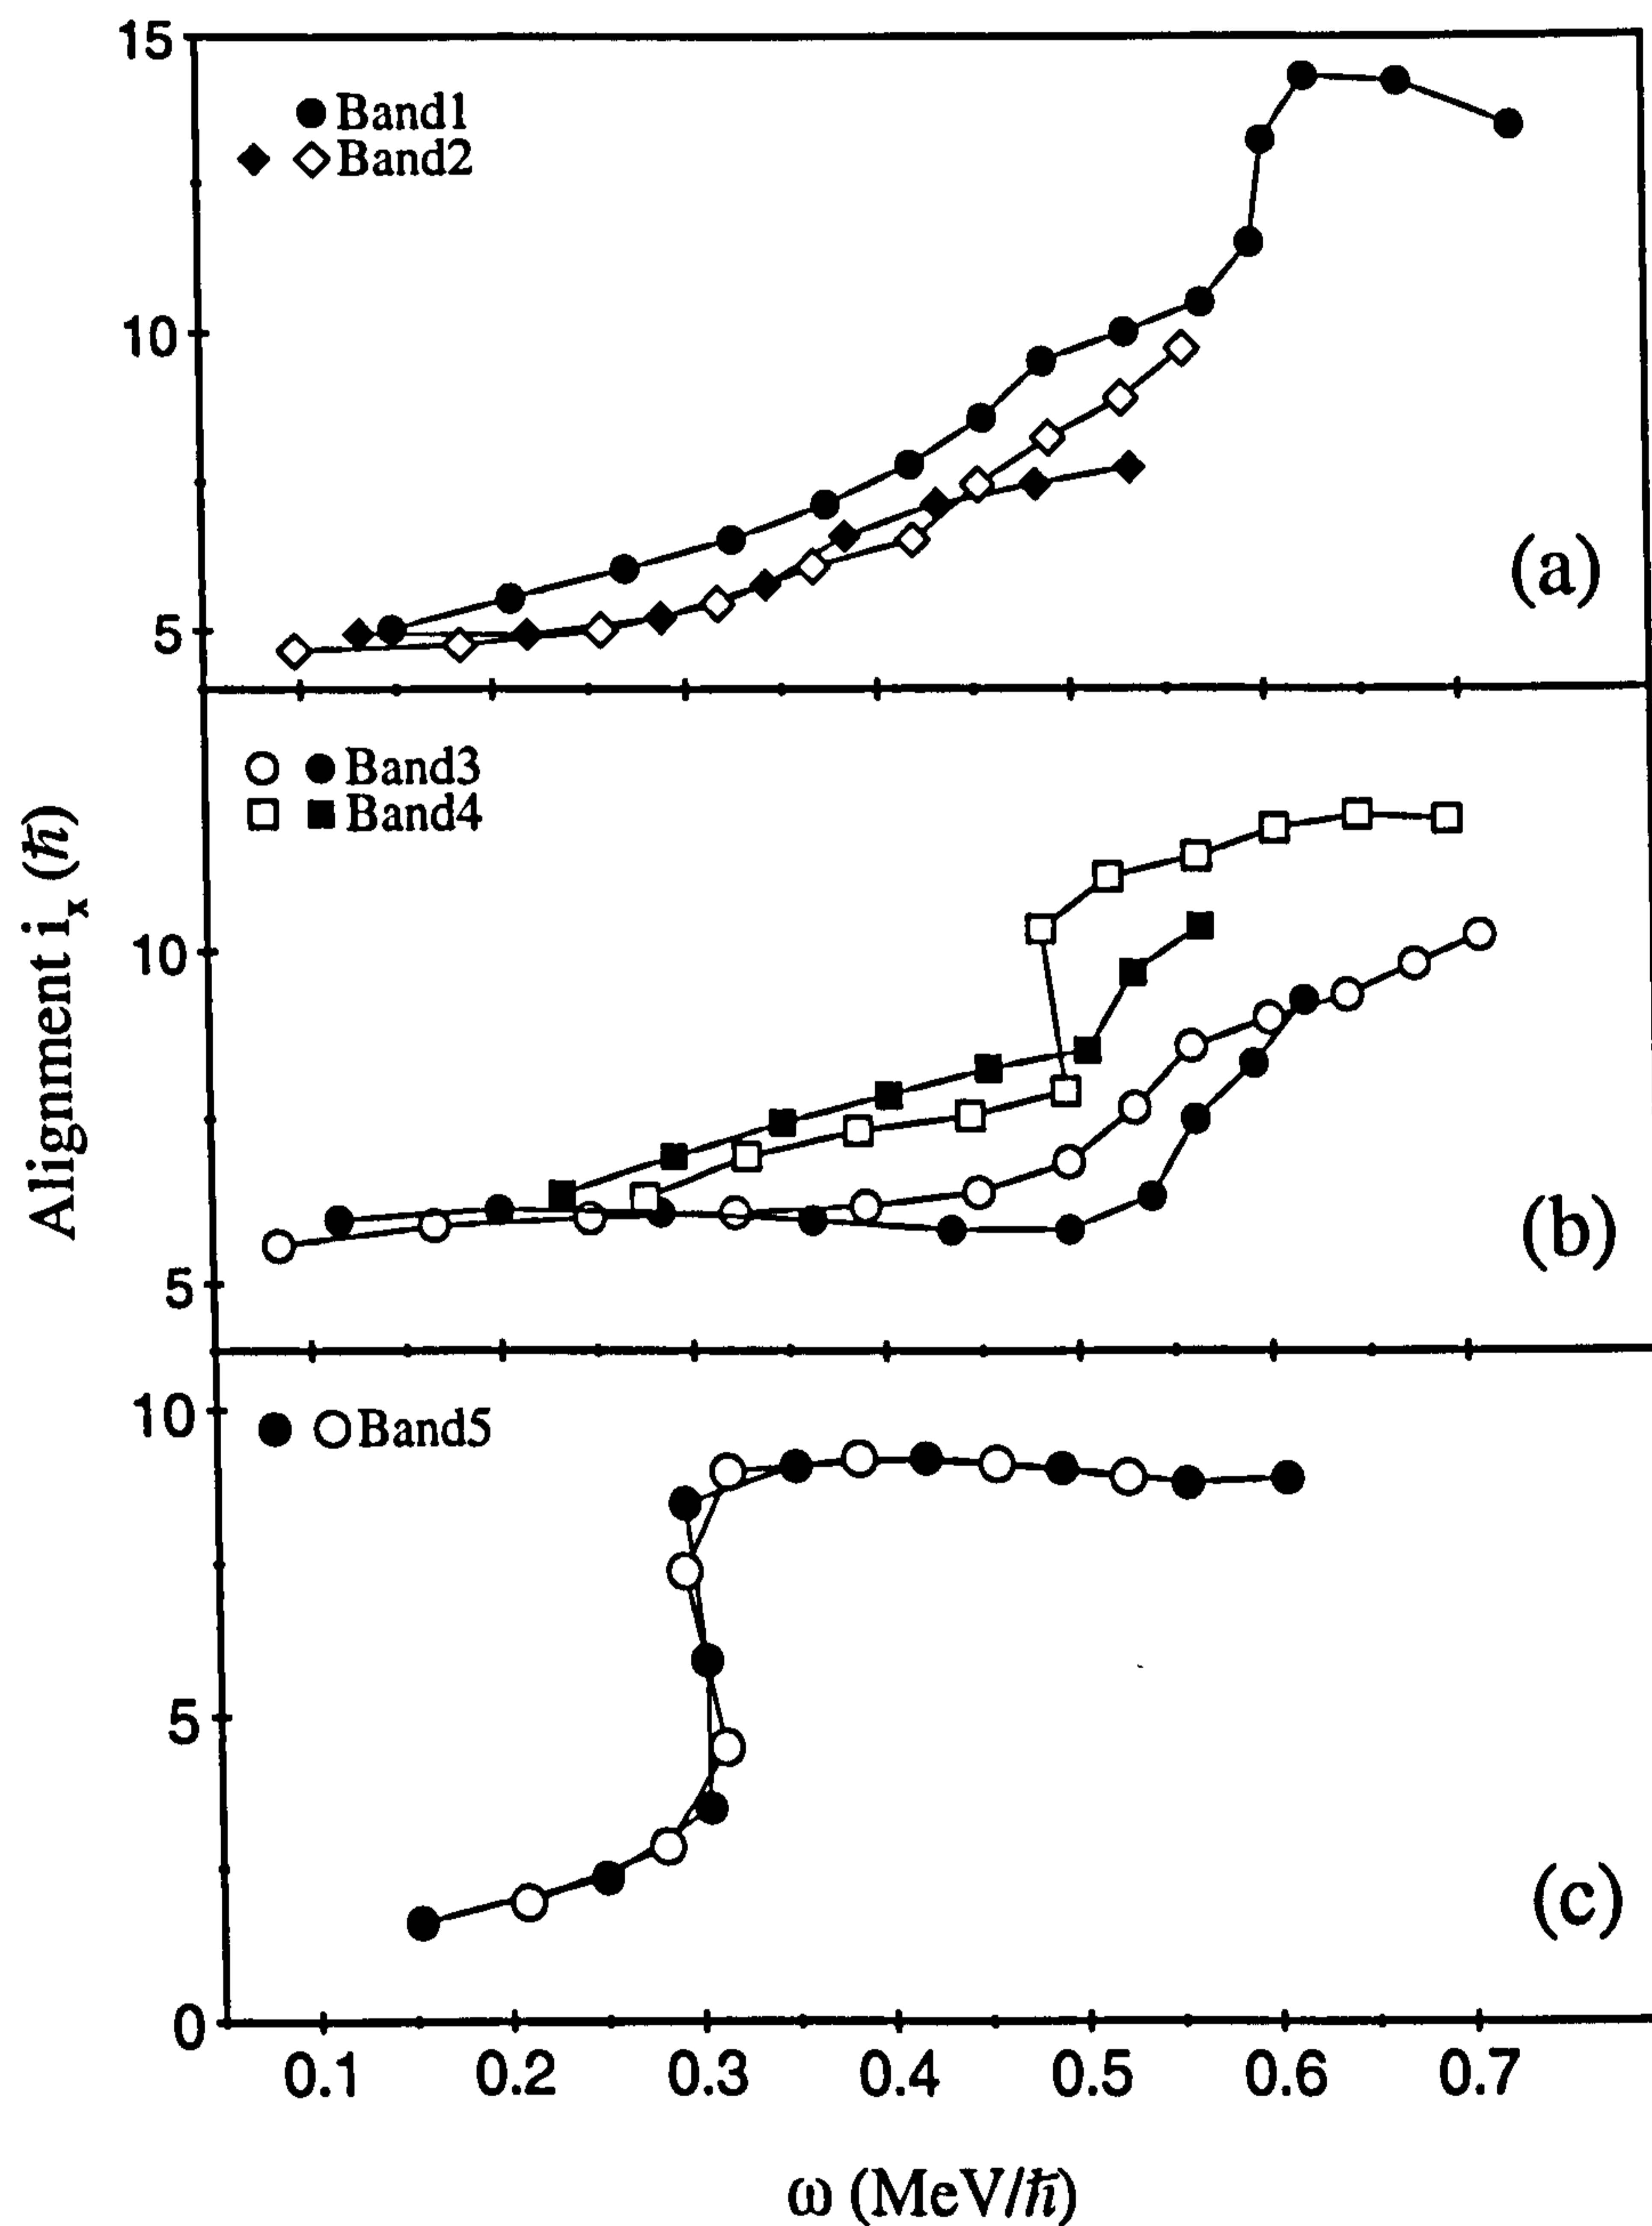 15
Band1
Band2
10
(a)
5
Band3
Band4
10
(b)
5
10
Band5
5
(c)
0
0.1 0.2 0.3 0.4 0.5 0.6 0.7
ω (MeV/ħ)
Alignment iₓ (ħ)